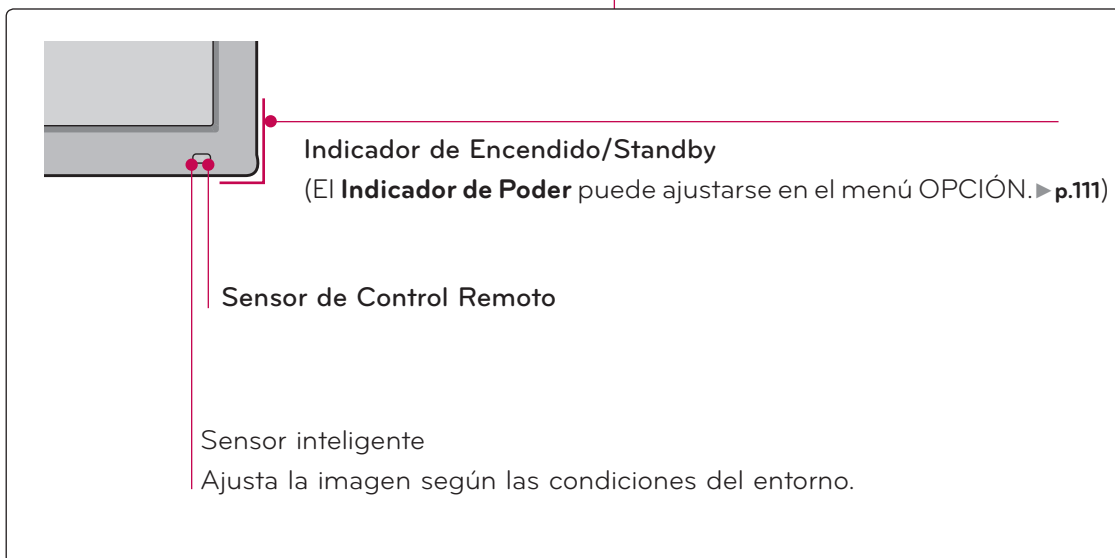 Indicador de Encendido/Standby
(El Indicador de Poder puede ajustarse en el menú OPCIÓN.►p.111)
Sensor de Control Remoto
Sensor inteligente
Ajusta la imagen según las condiciones del entorno.